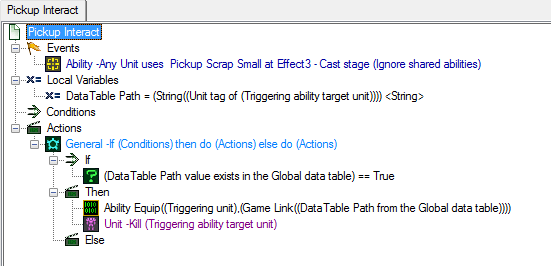 Pickup Interact
Pickup Interact
Events
Ability -Any Unit uses  Pickup Scrap Small at Effect3 - Cast stage (Ignore shared abilities)
Local Variables
DataTable Path = (String((Unit tag of (Triggering ability target unit)))) <String>
Conditions
Actions
General -If (Conditions) then do (Actions) else do (Actions)
If
(DataTable Path value exists in the Global data table) == True
Then
Ability Equip((Triggering unit),(Game Link((DataTable Path from the Global data table))))
Unit -Kill (Triggering ability target unit)
Else